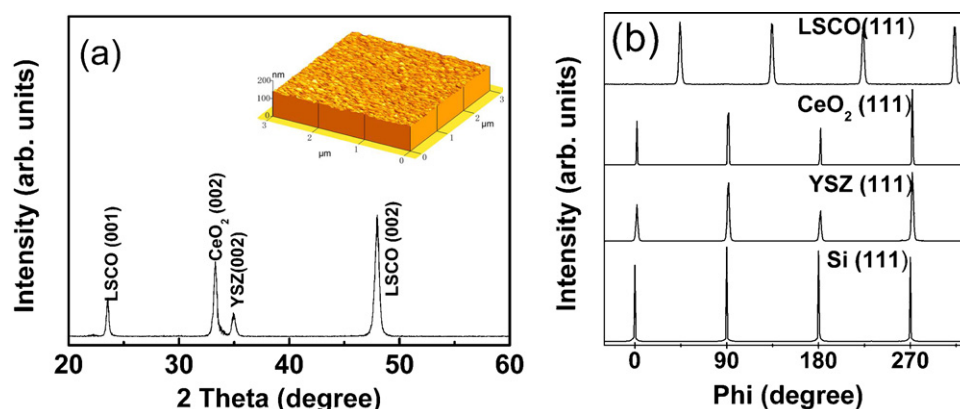 (a)
nm
200
100
0
3
2
1
0
µm
0
1
2
3
µm
LSCO (001)
CeO₂ (002)
YSZ(002)
LSCO (002)
Intensity (arb. units)
20 30 40 50 60
2 Theta (degree)
(b)
LSCO(111)
CeO₂ (111)
YSZ (111)
Si (111)
Intensity (arb. units)
0 90 180 270
Phi (degree)